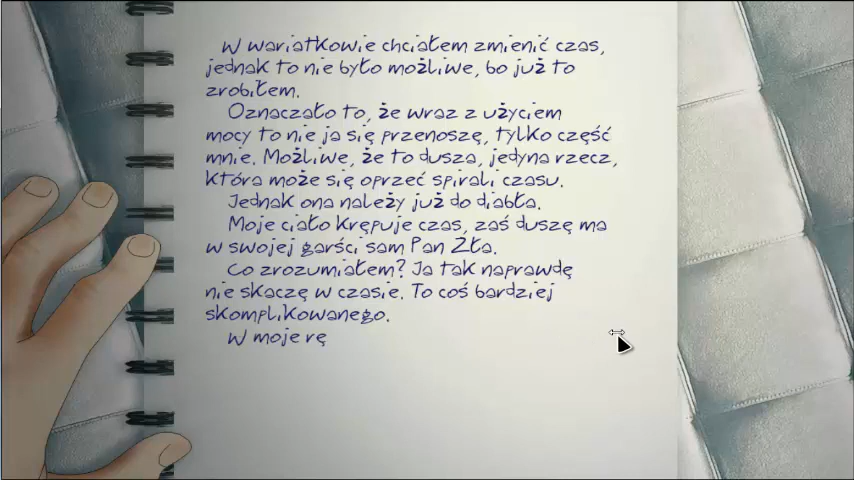 W wariatkowie chciałem zmienić czas,
jednak to nie było możliwe, bo już to
zrobiłem.
Oznaczało to, że wraz z użyciem
mocy to nie ja się przenoszę, tylko część
mnie. Możliwe, że to dusza, jedyna rzecz,
która może się oprzeć spirali czasu.
Jednak ona należy już do diabła.
Moje ciało krępuje czas, zaś duszę ma
w swojej garści sam Pan Zła.
Co zrozumiałem? Ja tak naprawdę
nie skaczę w czasie. To coś bardziej
skomplikowanego.
W moje rę